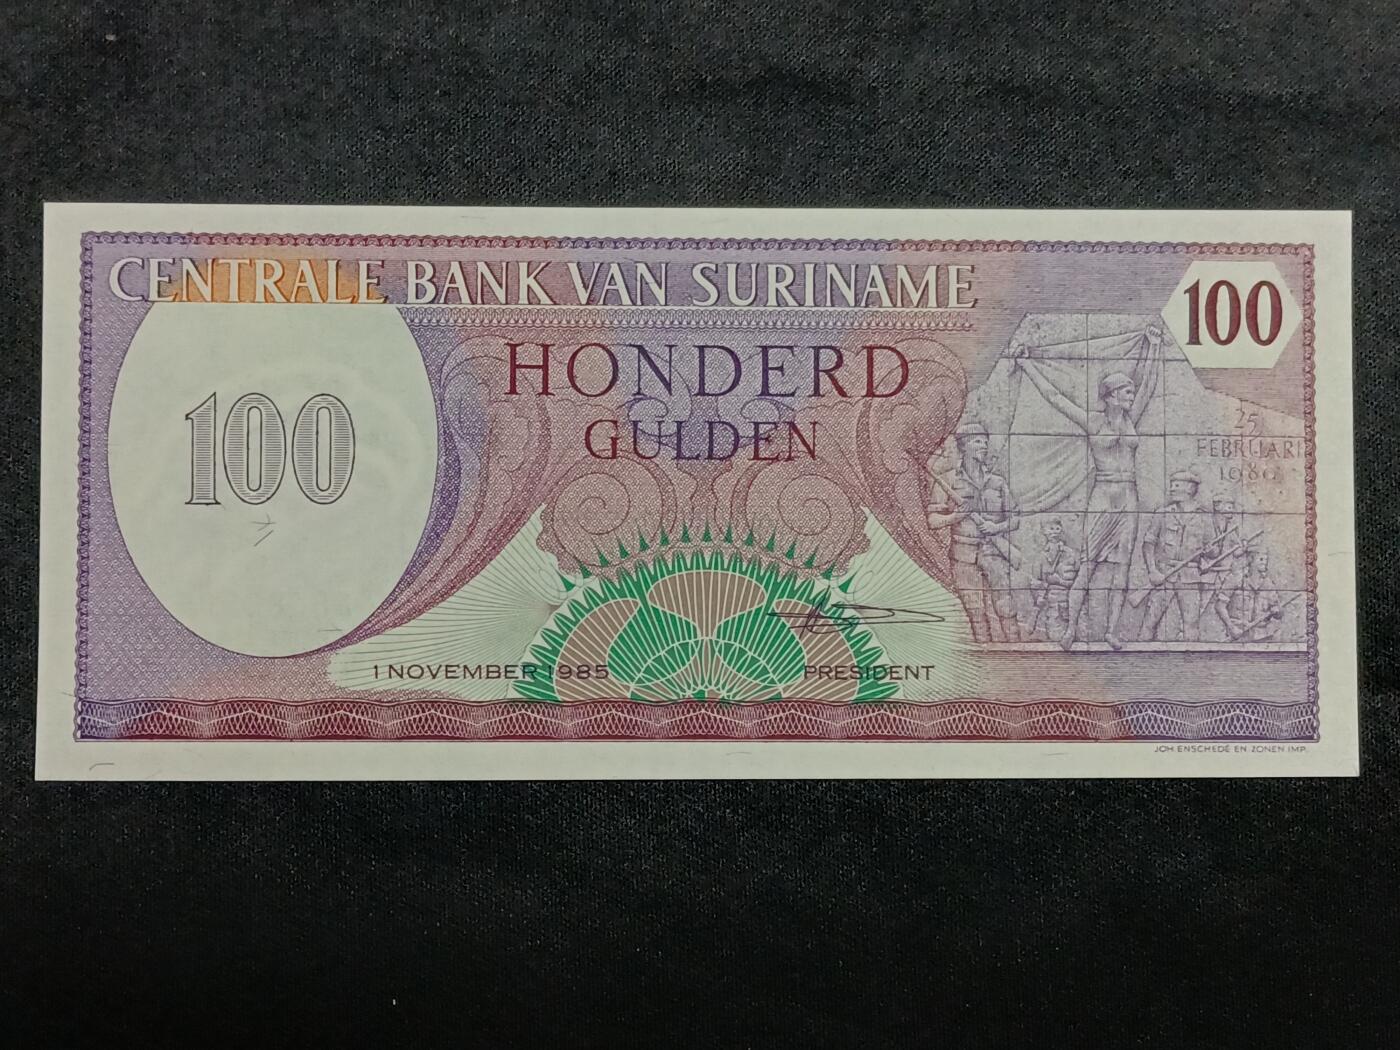 CENTRALE BANK VAN SURINAME
100
HONDERD
GULDEN
100
25
FEBRUARI
1980
1 NOVEMBER 1985
PRESIDENT
JOH. ENSCHEDÉ EN ZONEN IMP.